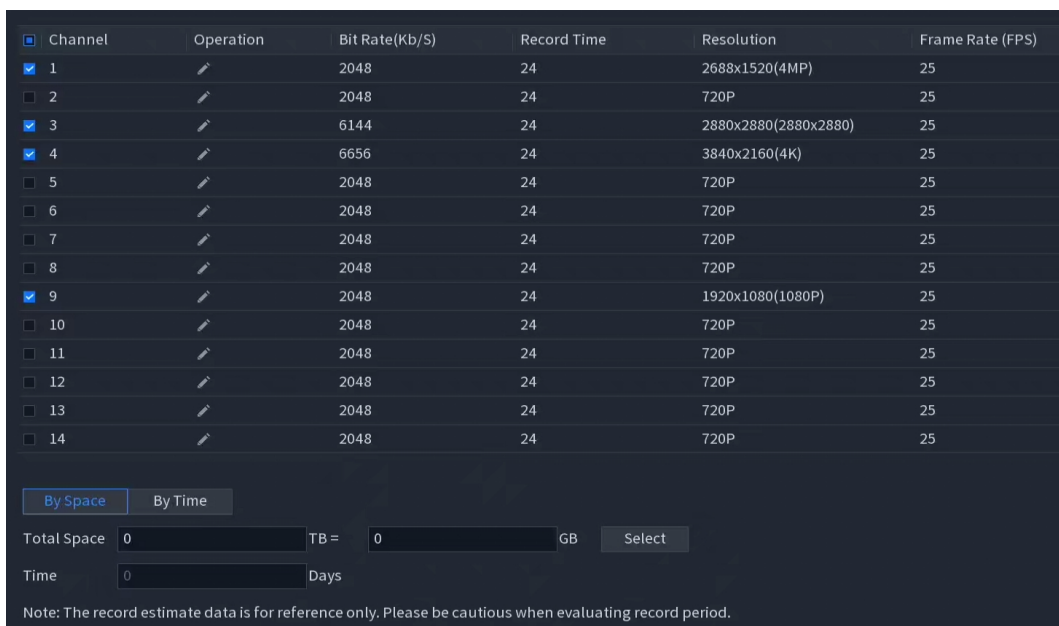 Channel Operation Bit Rate(Kb/S) Record Time Resolution Frame Rate (FPS)
1 2048 24 2688x1520(4MP) 25
2 2048 24 720P 25
3 6144 24 2880x2880(2880x2880) 25
4 6656 24 3840x2160(4K) 25
5 2048 24 720P 25
6 2048 24 720P 25
7 2048 24 720P 25
8 2048 24 720P 25
9 2048 24 1920x1080(1080P) 25
10 2048 24 720P 25
11 2048 24 720P 25
12 2048 24 720P 25
13 2048 24 720P 25
14 2048 24 720P 25
By Space By Time
Total Space 0 TB = 0 GB Select
Time 0 Days
Note: The record estimate data is for reference only. Please be cautious when evaluating record period.